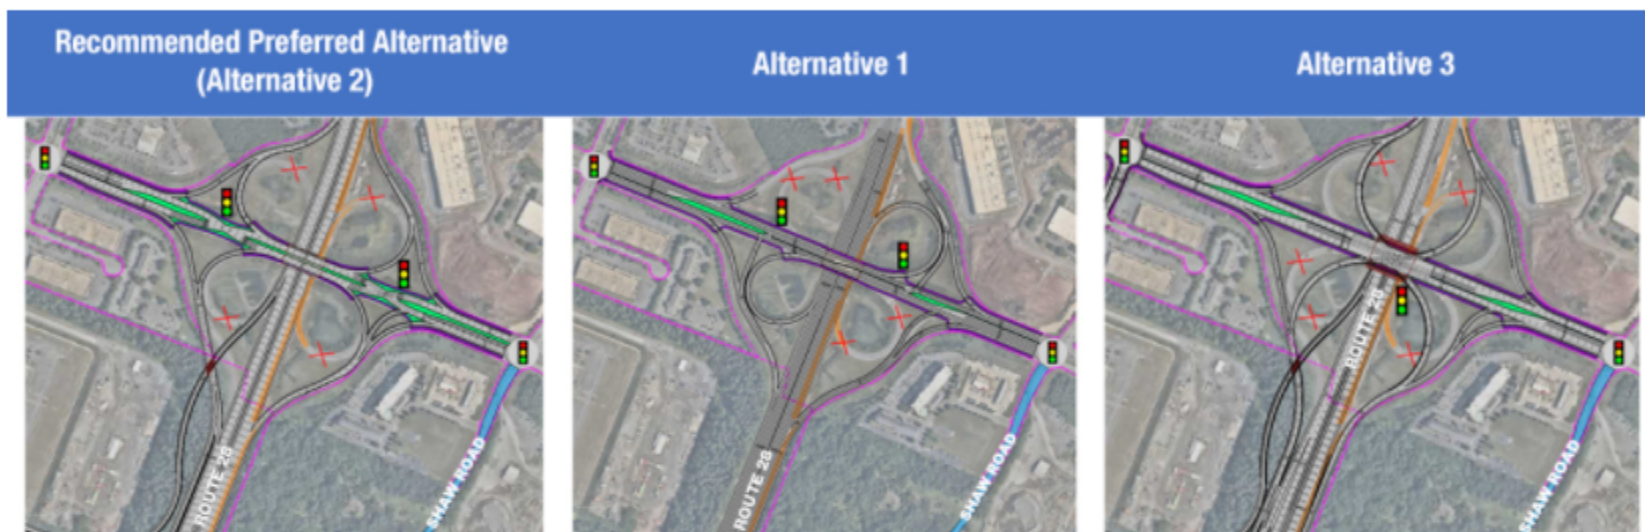 Recommended Preferred Alternative
(Alternative 2)
Alternative 1
Alternative 3
ROUTE 28
SHAW ROAD
ROUTE 28
SHAW ROAD
ROUTE 28
SHAW ROAD